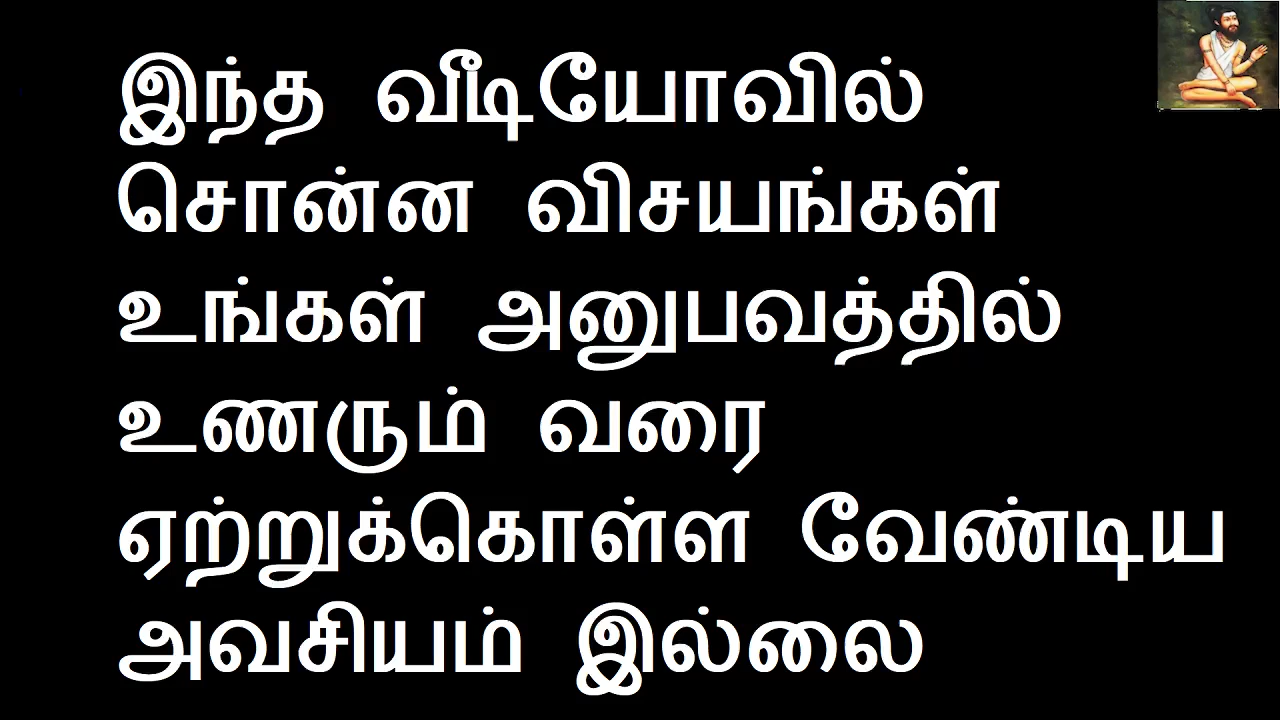 இந்த வீடியோவில்
சொன்ன விசயங்கள்
உங்கள் அனுபவத்தில்
உணரும் வரை
ஏற்றுக்கொள்ள வேண்டிய
அவசியம் இல்லை